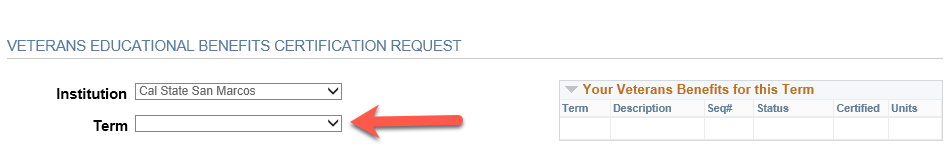 VETERANS EDUCATIONAL BENEFITS CERTIFICATION REQUEST
Institution Cal State San Marcos
Term
Your Veterans Benefits for this Term
Term Description Seq# Status Certified Units